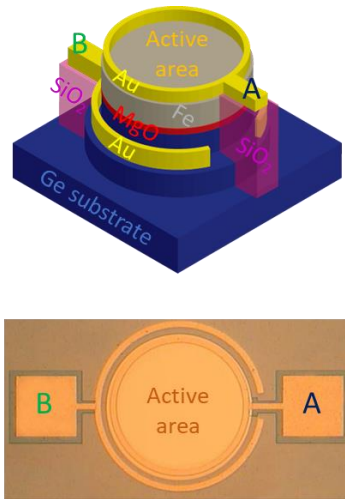 Active
area
B
A
Au
SiO2
MgO
Fe
Au
SiO2
Ge substrate
B
Active
area
A